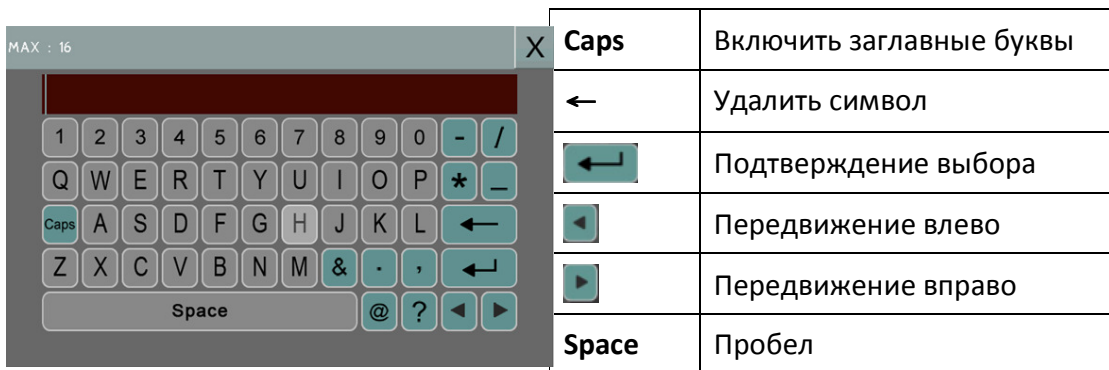 MAX : 16 X
1 2 3 4 5 6 7 8 9 0 - /
Q W E R T Y U I O P * _
Caps A S D F G H J K L ←
Z X C V B N M & . , ↵
Space @ ? ◄ ►
Caps Включить заглавные буквы
← Удалить символ
↵ Подтверждение выбора
◄ Передвижение влево
► Передвижение вправо
Space Пробел